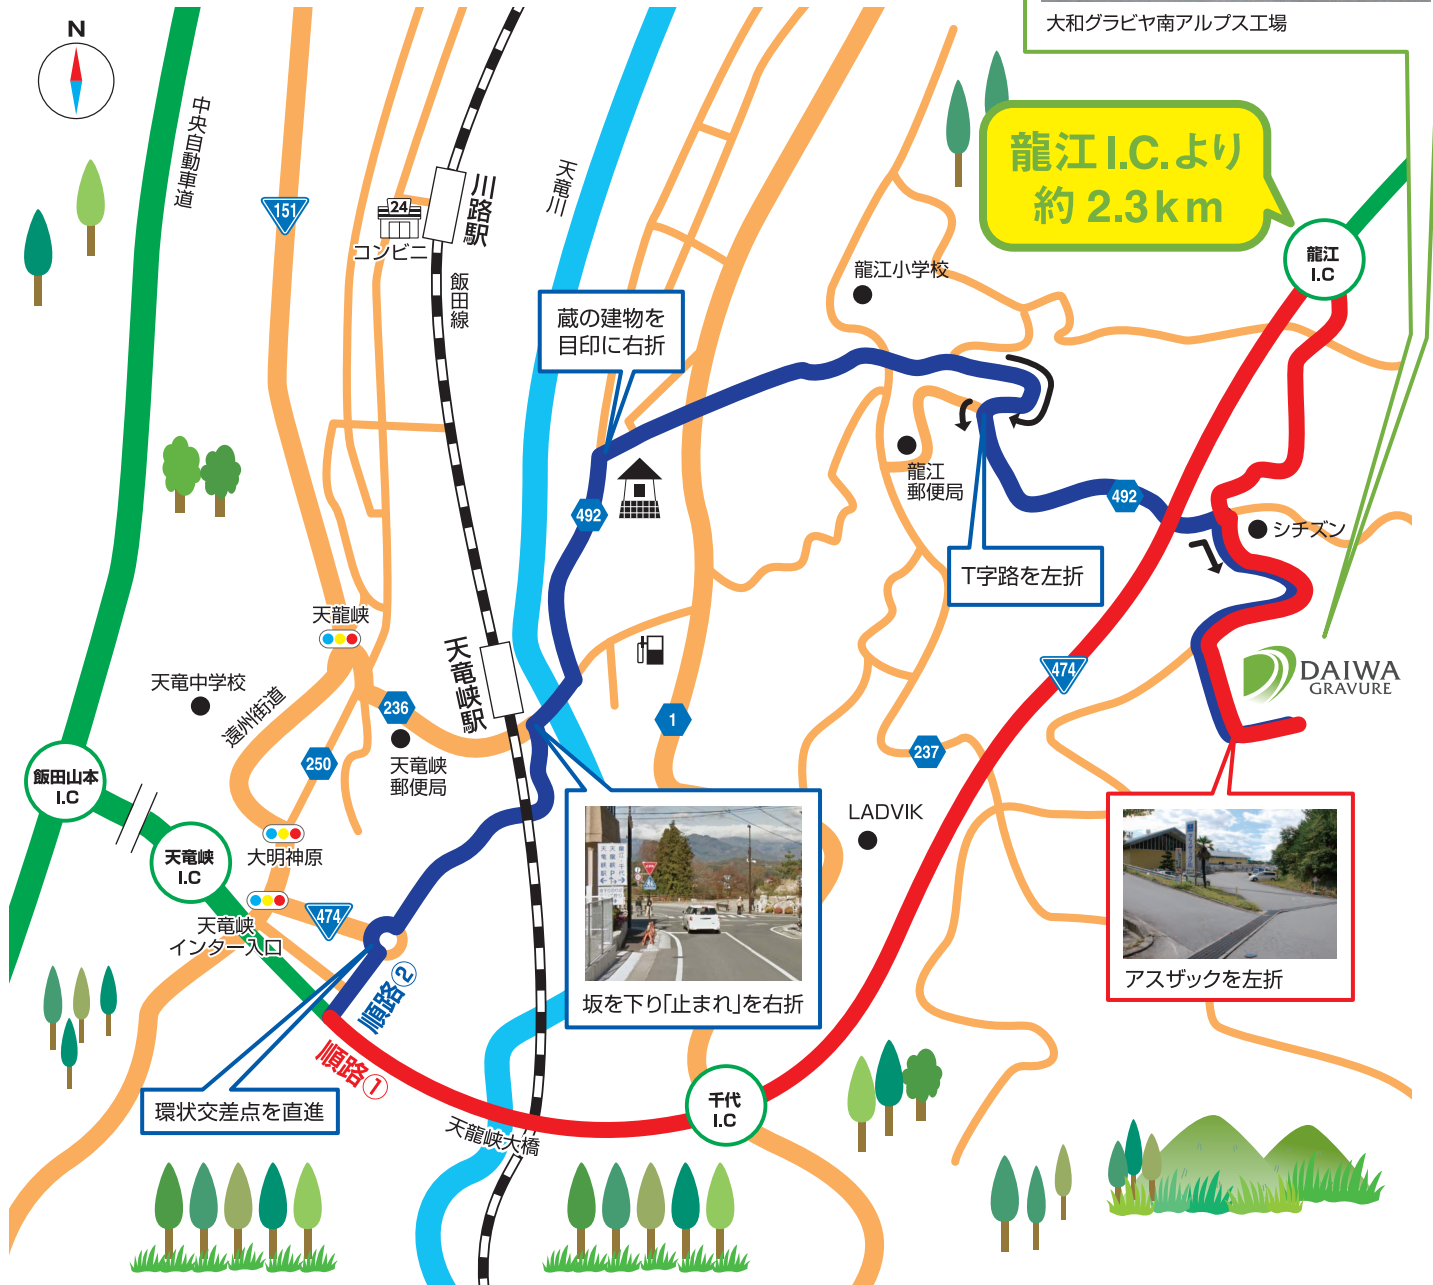 大和グラビヤ南アルプス工場
N
中央自動車道
151
24
コンビニ
川路駅
飯田線
天竜川
龍江I.C.より
約2.3km
龍江
I.C
龍江小学校
蔵の建物を
目印に右折
492
龍江
郵便局
492
シチズン
T字路を左折
天龍峡
天竜中学校
遠州街道
236
天竜峡
郵便局
250
天竜峡駅
1
237
474
DAIWA
GRAVURE
飯田山本
I.C
天竜峡
I.C
大明神原
天竜峡
インター入口
474
LADVIK
坂を下り｢止まれ｣を右折
アスザックを左折
順路②
順路①
環状交差点を直進
天龍峡大橋
千代
I.C